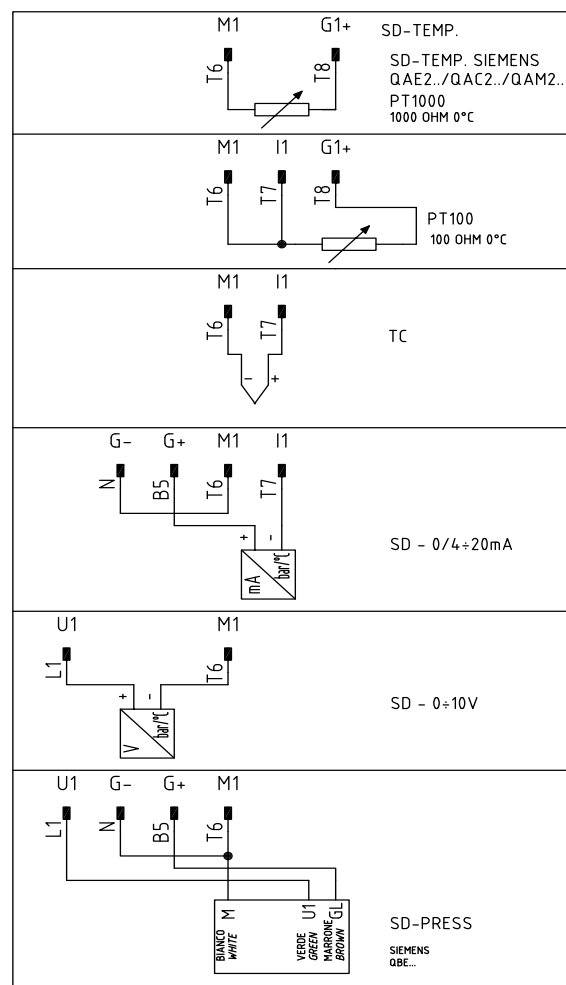 M1 G1+ SD-TEMP.
T6 T8
SD-TEMP. SIEMENS
QAE2../QAC2../QAM2..
PT1000
1000 OHM 0°C
M1 I1 G1+
T6 T7 T8
PT100
100 OHM 0°C
M1 I1
T6 T7
TC
- +
G- G+ M1 I1
N B5 T6 T7
+ -
mA bar/°C
SD - 0/4÷20mA
U1 M1
L1 T6
+ -
V bar/°C
SD - 0÷10V
U1 G- G+ M1
L1 N B5 T6
M U1 GL
BIANCO VERDE MARRONE
WHITE GREEN BROWN
SD-PRESS
SIEMENS
QBE...